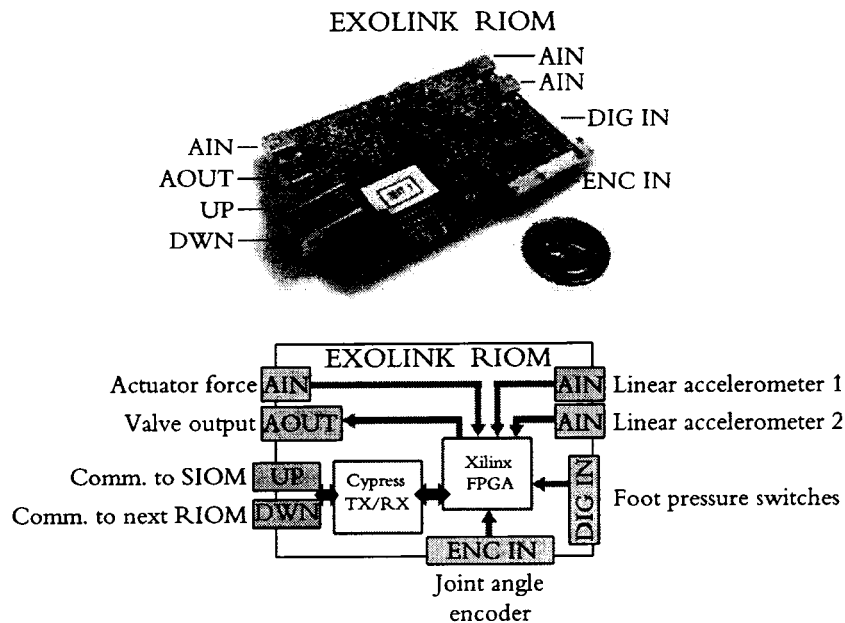 EXOLINK RIOM
AIN
AIN
DIG IN
AIN
AOUT
ENC IN
UP
DWN
EXOLINK RIOM
Actuator force AIN AIN Linear accelerometer 1
Valve output AOUT AIN Linear accelerometer 2
Comm. to SIOM UP Cypress Xilinx
TX/RX FPGA
Comm. to next RIOM DWN DIG IN Foot pressure switches
ENC IN
Joint angle
encoder